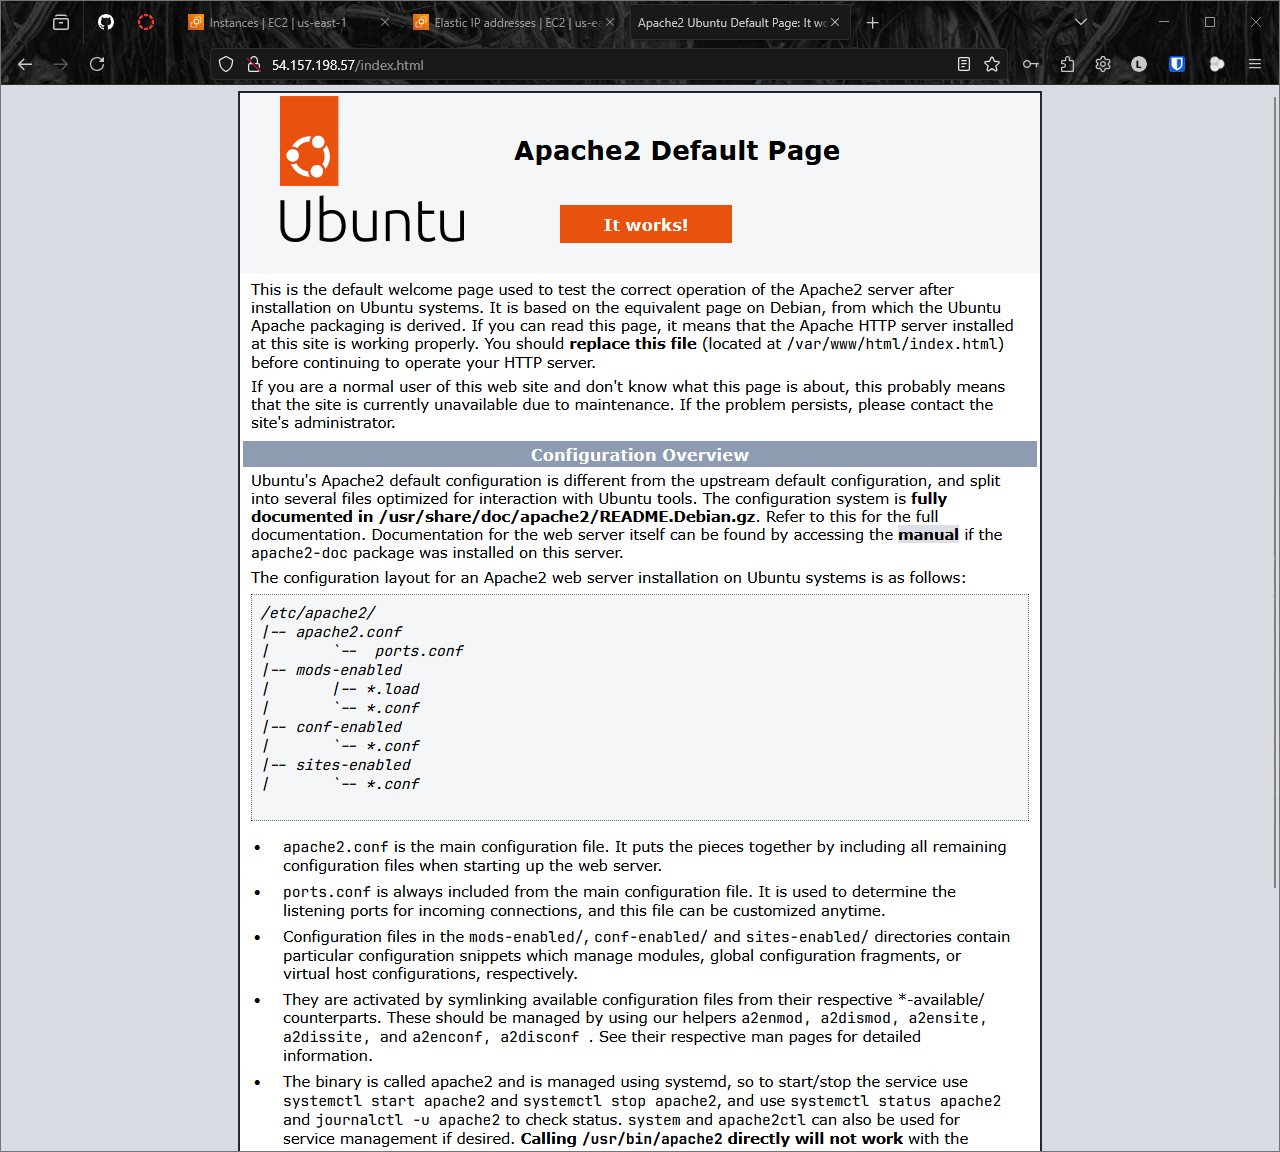 Instances | EC2 | us-east-1
Elastic IP addresses | EC2 | us-ea
Apache2 Ubuntu Default Page: It wo
54.157.198.57/index.html
L
Ubuntu
Apache2 Default Page
It works!
This is the default welcome page used to test the correct operation of the Apache2 server after
installation on Ubuntu systems. It is based on the equivalent page on Debian, from which the Ubuntu
Apache packaging is derived. If you can read this page, it means that the Apache HTTP server installed
at this site is working properly. You should replace this file (located at /var/www/html/index.html)
before continuing to operate your HTTP server.
If you are a normal user of this web site and don't know what this page is about, this probably means
that the site is currently unavailable due to maintenance. If the problem persists, please contact the
site's administrator.
Configuration Overview
Ubuntu's Apache2 default configuration is different from the upstream default configuration, and split
into several files optimized for interaction with Ubuntu tools. The configuration system is fully
documented in /usr/share/doc/apache2/README.Debian.gz. Refer to this for the full
documentation. Documentation for the web server itself can be found by accessing the manual if the
apache2-doc package was installed on this server.
The configuration layout for an Apache2 web server installation on Ubuntu systems is as follows:
/etc/apache2/
|-- apache2.conf
|       `--  ports.conf
|-- mods-enabled
|       |-- *.load
|       `-- *.conf
|-- conf-enabled
|       `-- *.conf
|-- sites-enabled
|       `-- *.conf
• apache2.conf is the main configuration file. It puts the pieces together by including all remaining
configuration files when starting up the web server.
• ports.conf is always included from the main configuration file. It is used to determine the
listening ports for incoming connections, and this file can be customized anytime.
• Configuration files in the mods-enabled/, conf-enabled/ and sites-enabled/ directories contain
particular configuration snippets which manage modules, global configuration fragments, or
virtual host configurations, respectively.
• They are activated by symlinking available configuration files from their respective *-available/
counterparts. These should be managed by using our helpers a2enmod, a2dismod, a2ensite,
a2dissite, and a2enconf, a2disconf . See their respective man pages for detailed
information.
• The binary is called apache2 and is managed using systemd, so to start/stop the service use
systemctl start apache2 and systemctl stop apache2, and use systemctl status apache2
and journalctl -u apache2 to check status. system and apache2ctl can also be used for
service management if desired. Calling /usr/bin/apache2 directly will not work with the